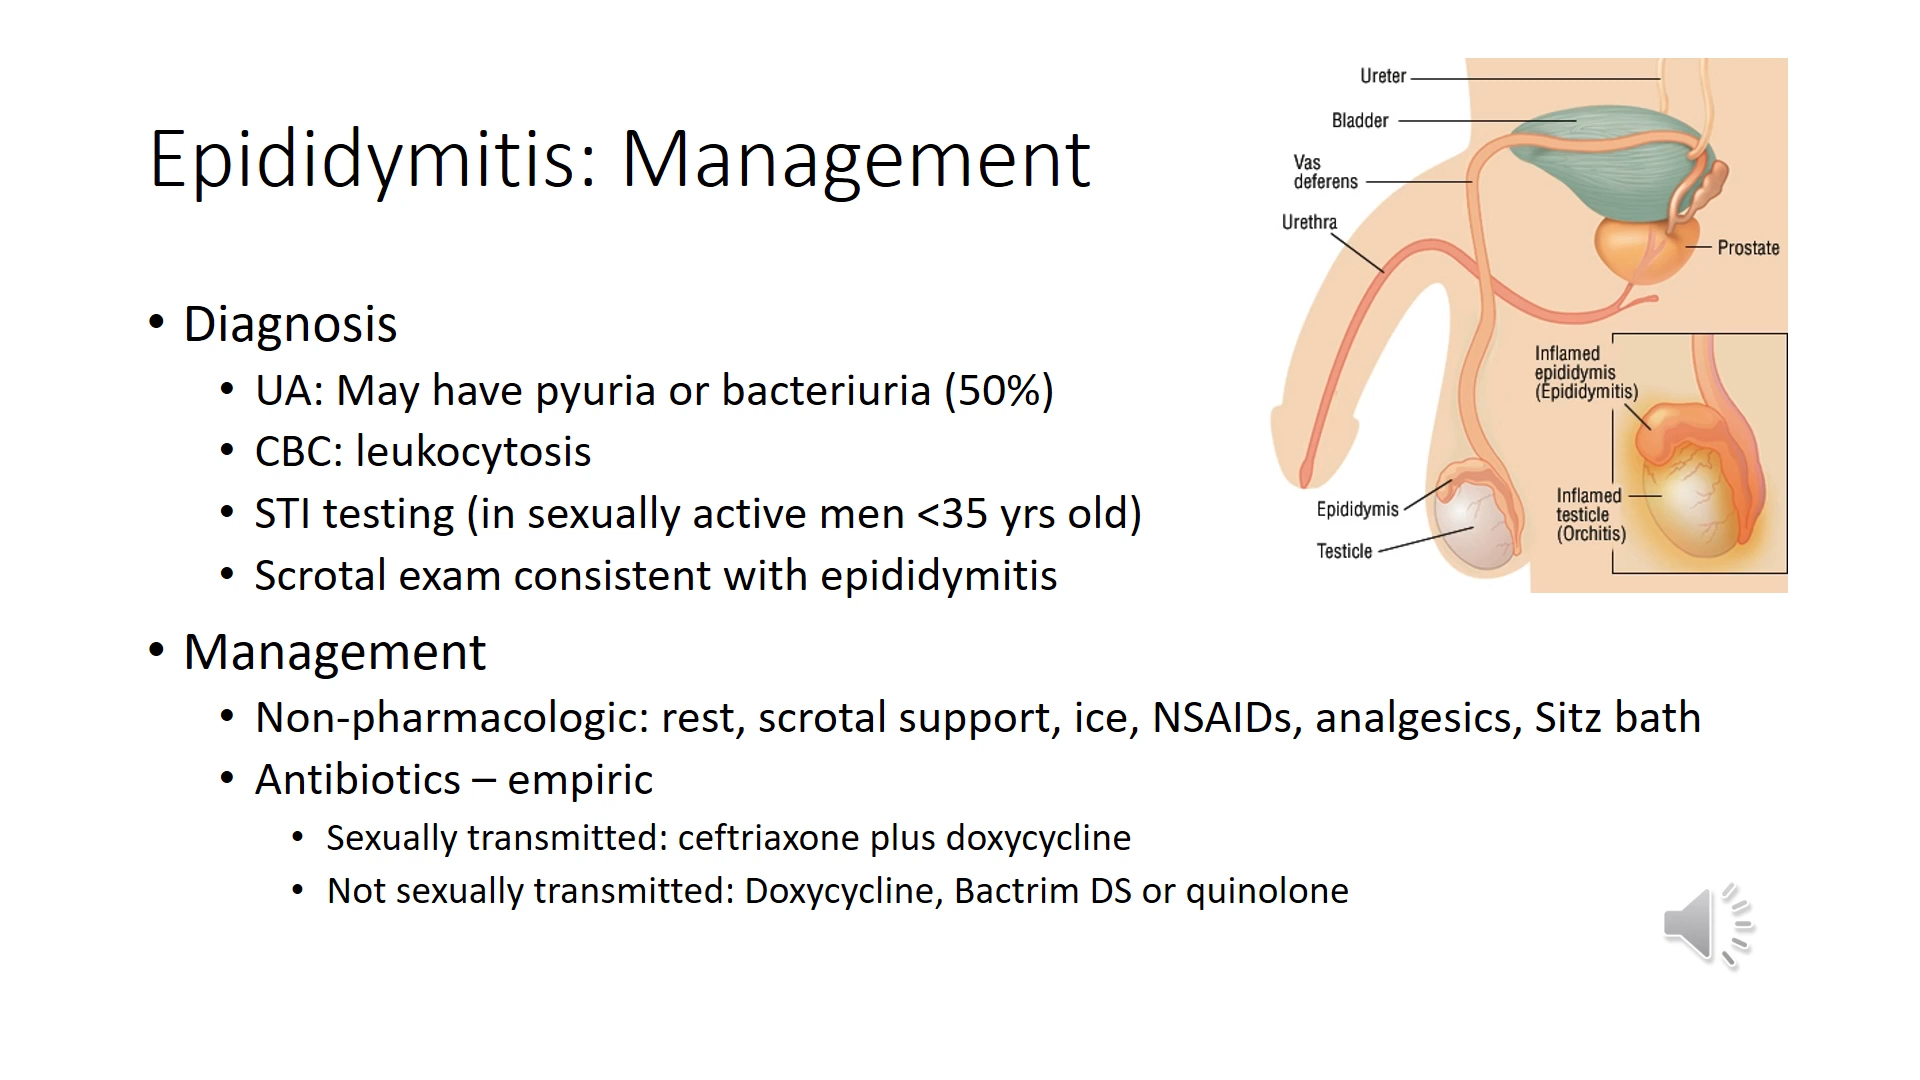 Epididymitis: Management
• Diagnosis
• UA: May have pyuria or bacteriuria (50%)
• CBC: leukocytosis
• STI testing (in sexually active men <35 yrs old)
• Scrotal exam consistent with epididymitis
• Management
• Non-pharmacologic: rest, scrotal support, ice, NSAIDs, analgesics, Sitz bath
• Antibiotics – empiric
• Sexually transmitted: ceftriaxone plus doxycycline
• Not sexually transmitted: Doxycycline, Bactrim DS or quinolone
Ureter
Bladder
Vas
deferens
Urethra
Prostate
Inflamed
epididymis
(Epididymitis)
Inflamed
testicle
(Orchitis)
Epididymis
Testicle